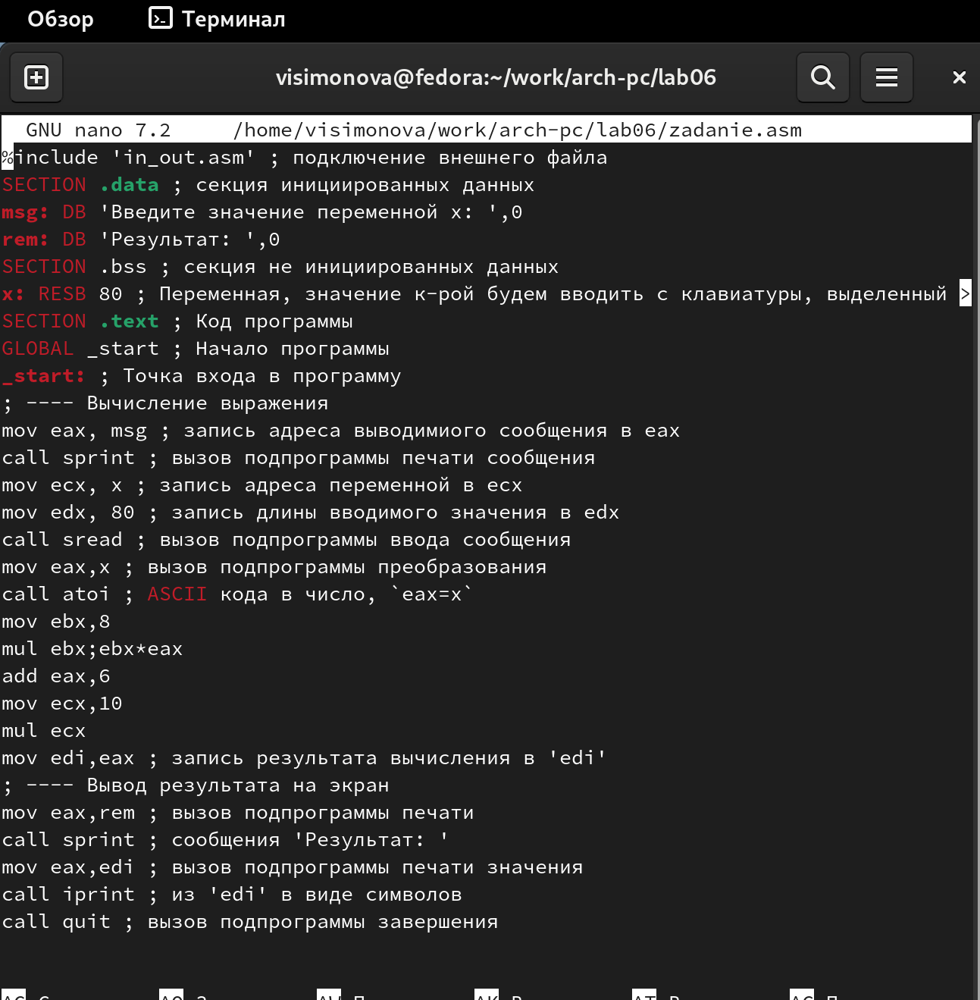 Обзор Терминал
visimonova@fedora:~/work/arch-pc/lab06
GNU nano 7.2 /home/visimonova/work/arch-pc/lab06/zadanie.asm
%include 'in_out.asm' ; подключение внешнего файла
SECTION .data ; секция инициированных данных
msg: DB 'Введите значение переменной x: ',0
rem: DB 'Результат: ',0
SECTION .bss ; секция не инициированных данных
x: RESB 80 ; Переменная, значение к-рой будем вводить с клавиатуры, выделенный >
SECTION .text ; Код программы
GLOBAL _start ; Начало программы
_start: ; Точка входа в программу
; ---- Вычисление выражения
mov eax, msg ; запись адреса выводимиого сообщения в eax
call sprint ; вызов подпрограммы печати сообщения
mov ecx, x ; запись адреса переменной в ecx
mov edx, 80 ; запись длины вводимого значения в edx
call sread ; вызов подпрограммы ввода сообщения
mov eax,x ; вызов подпрограммы преобразования
call atoi ; ASCII кода в число, `eax=x`
mov ebx,8
mul ebx;ebx*eax
add eax,6
mov ecx,10
mul ecx
mov edi,eax ; запись результата вычисления в 'edi'
; ---- Вывод результата на экран
mov eax,rem ; вызов подпрограммы печати
call sprint ; сообщения 'Результат: '
mov eax,edi ; вызов подпрограммы печати значения
call iprint ; из 'edi' в виде символов
call quit ; вызов подпрограммы завершения